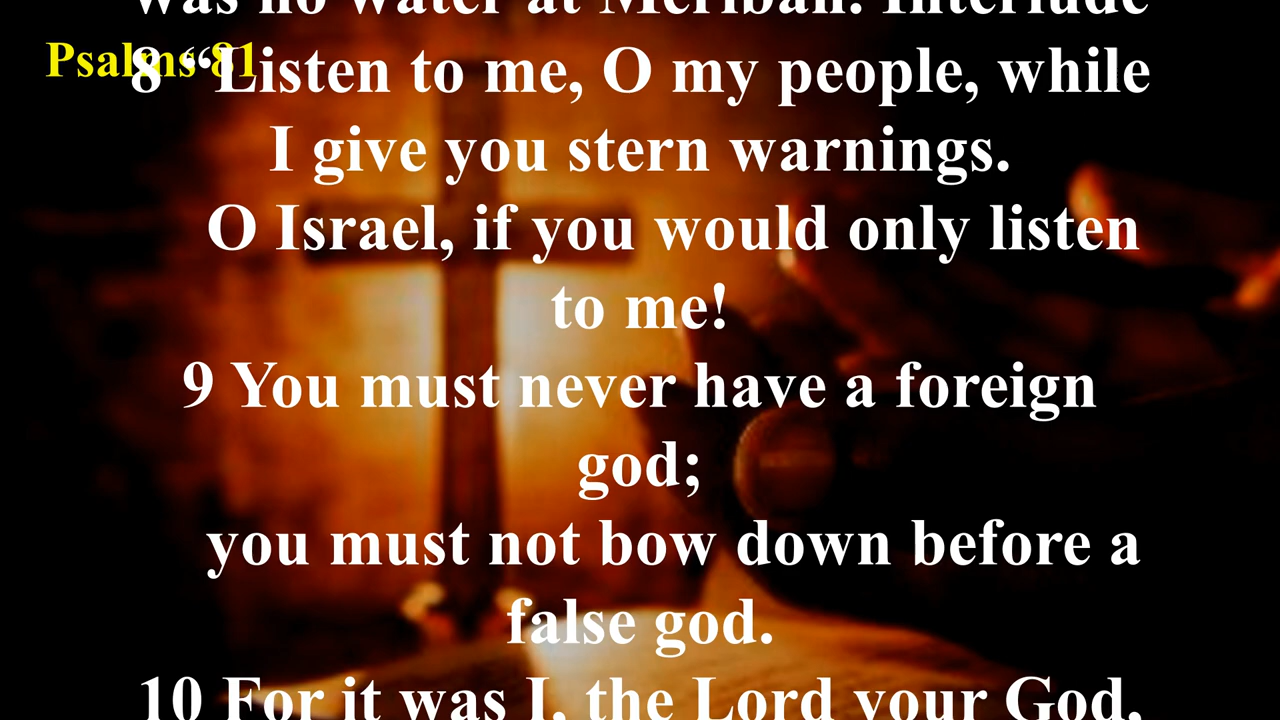 was no water at Meribah. Interlude
Psalms 81
8 “Listen to me, O my people, while
I give you stern warnings.
O Israel, if you would only listen
to me!
9 You must never have a foreign
god;
you must not bow down before a
false god.
10 For it was I, the Lord your God,